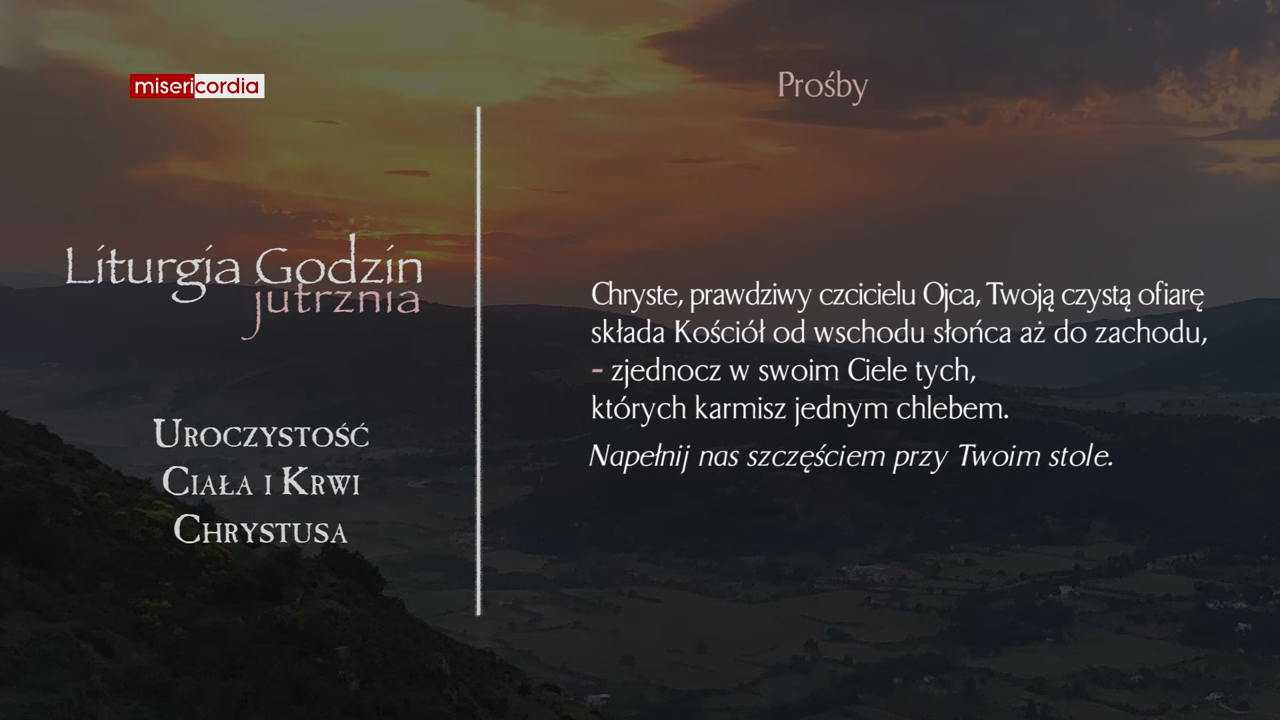 misericordia
Liturgia Godzin
jutrznia
Uroczystość
Ciała i Krwi
Chrystusa
Prośby
Chryste, prawdziwy czcicielu Ojca, Twoją czystą ofiarę
składa Kościół od wschodu słońca aż do zachodu,
- zjednocz w swoim Ciele tych,
których karmisz jednym chlebem.
Napełnij nas szczęściem przy Twoim stole.